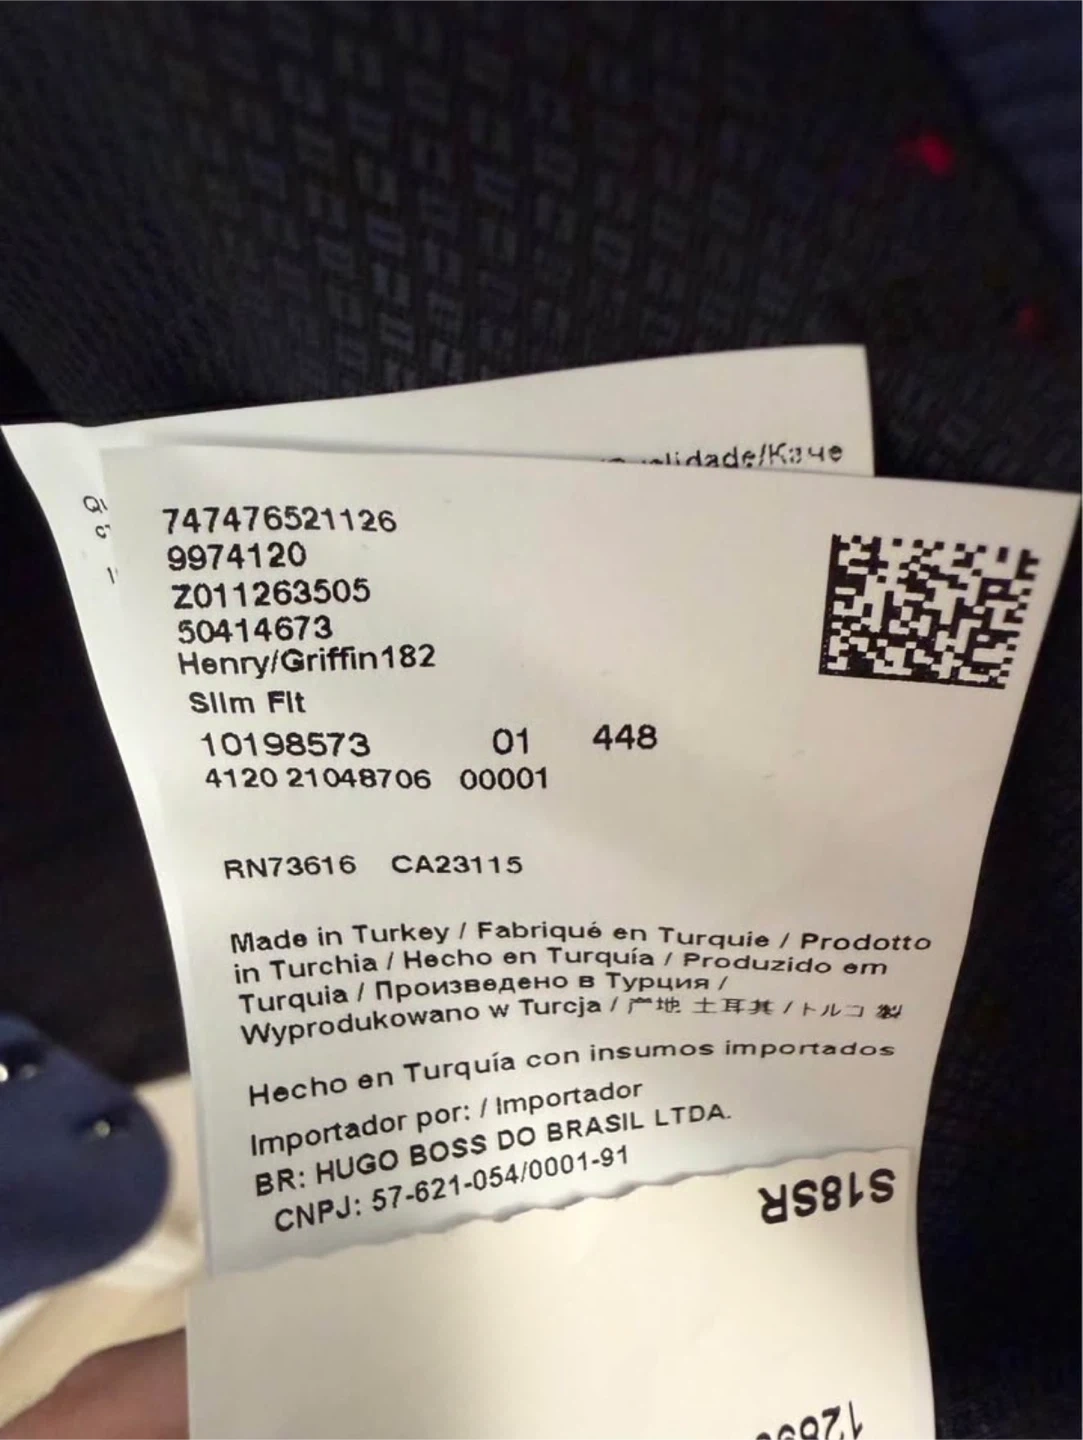 alidade/Каче
747476521126
9974120
Z011263505
50414673
Henry/Griffin182
Slim Fit
10198573 01 448
4120 21048706 00001
RN73616 CA23115
Made in Turkey / Fabriqué en Turquie / Prodotto
in Turchia / Hecho en Turquía / Produzido em
Turquia / Произведено в Турция /
Wyprodukowano w Turcja / 产地 土耳其 / トルコ 製
Hecho en Turquía con insumos importados
Importador por: / Importador
BR: HUGO BOSS DO BRASIL LTDA.
CNPJ: 57-621-054/0001-91
S18SR